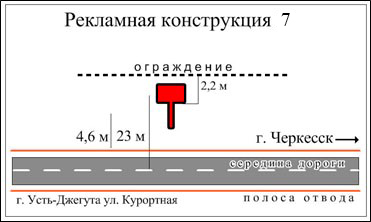 Рекламная конструкция 7
ограждение
2,2 м
4,6 м 23 м
г. Черкесск
середина дороги
г. Усть-Джегута ул. Курортная
полоса отвода